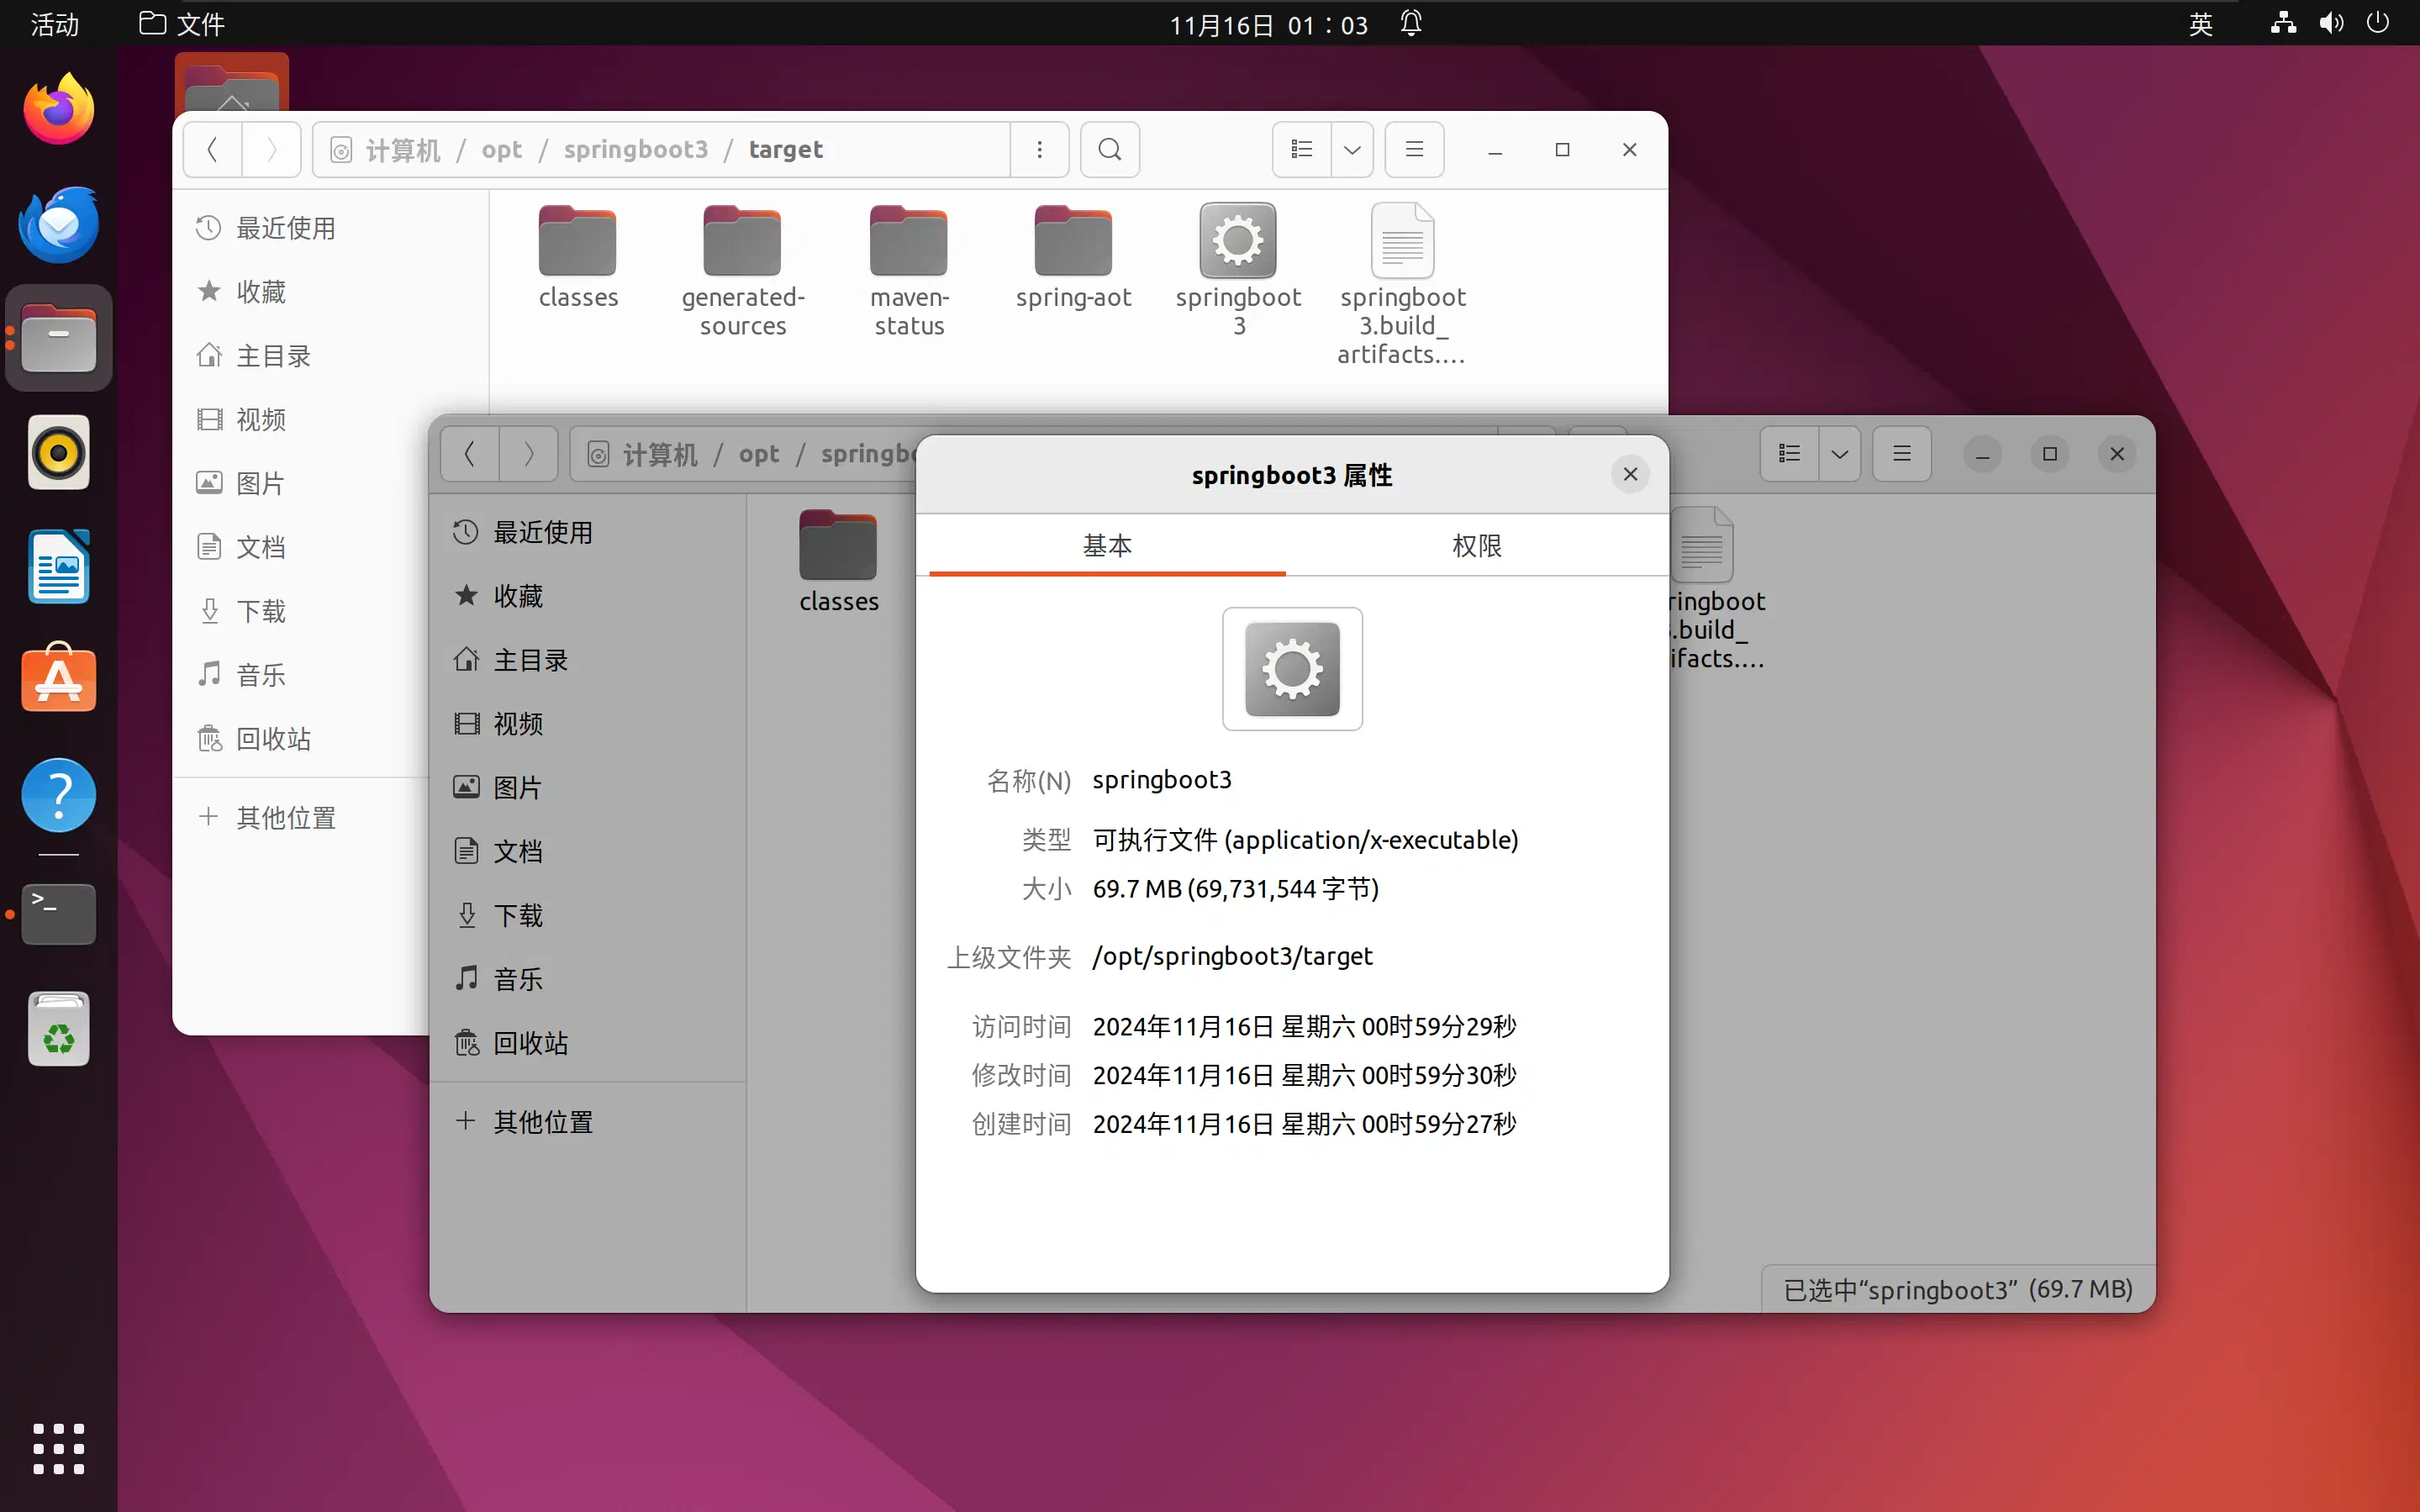 活动
文件
11月16日 01：03
英
计算机 / opt / springboot3 / target
最近使用
收藏
主目录
视频
图片
文档
下载
音乐
回收站
其他位置
classes
generated-
sources
maven-
status
spring-aot
springboot
3
springboot
3.build_
artifacts....
计算机 / opt / springbo
最近使用
收藏
主目录
视频
图片
文档
下载
音乐
回收站
其他位置
classes
ringboot
.build_
ifacts....
springboot3 属性
基本
权限
名称(N) springboot3
类型 可执行文件 (application/x-executable)
大小 69.7 MB (69,731,544 字节)
上级文件夹 /opt/springboot3/target
访问时间 2024年11月16日 星期六 00时59分29秒
修改时间 2024年11月16日 星期六 00时59分30秒
创建时间 2024年11月16日 星期六 00时59分27秒
已选中“springboot3” (69.7 MB)